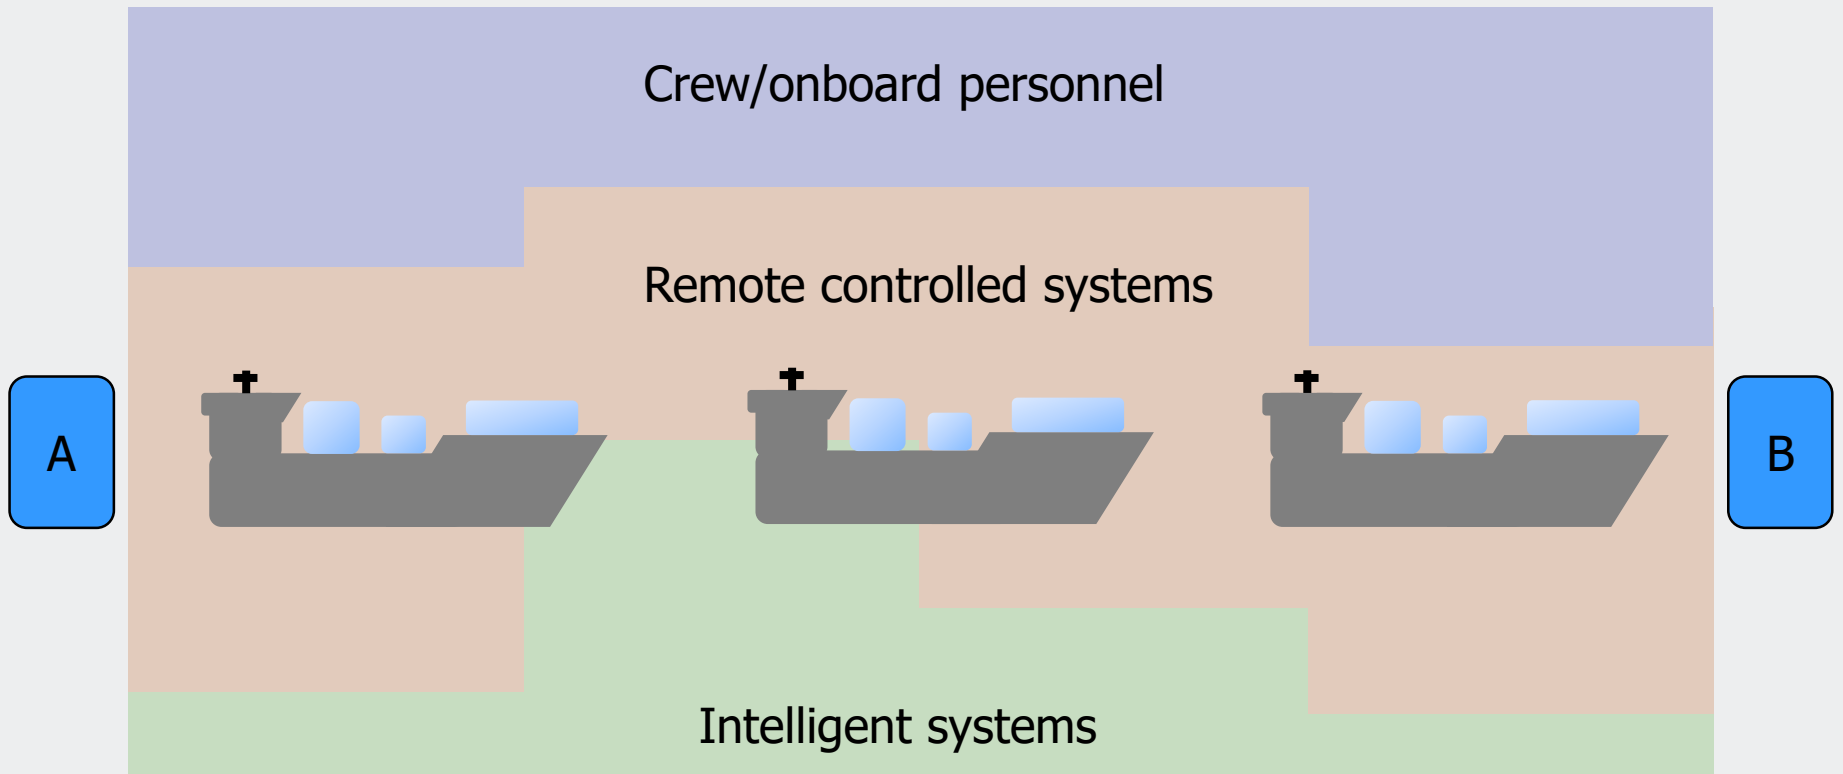 Crew/onboard personnel
Remote controlled systems
A
B
Intelligent systems